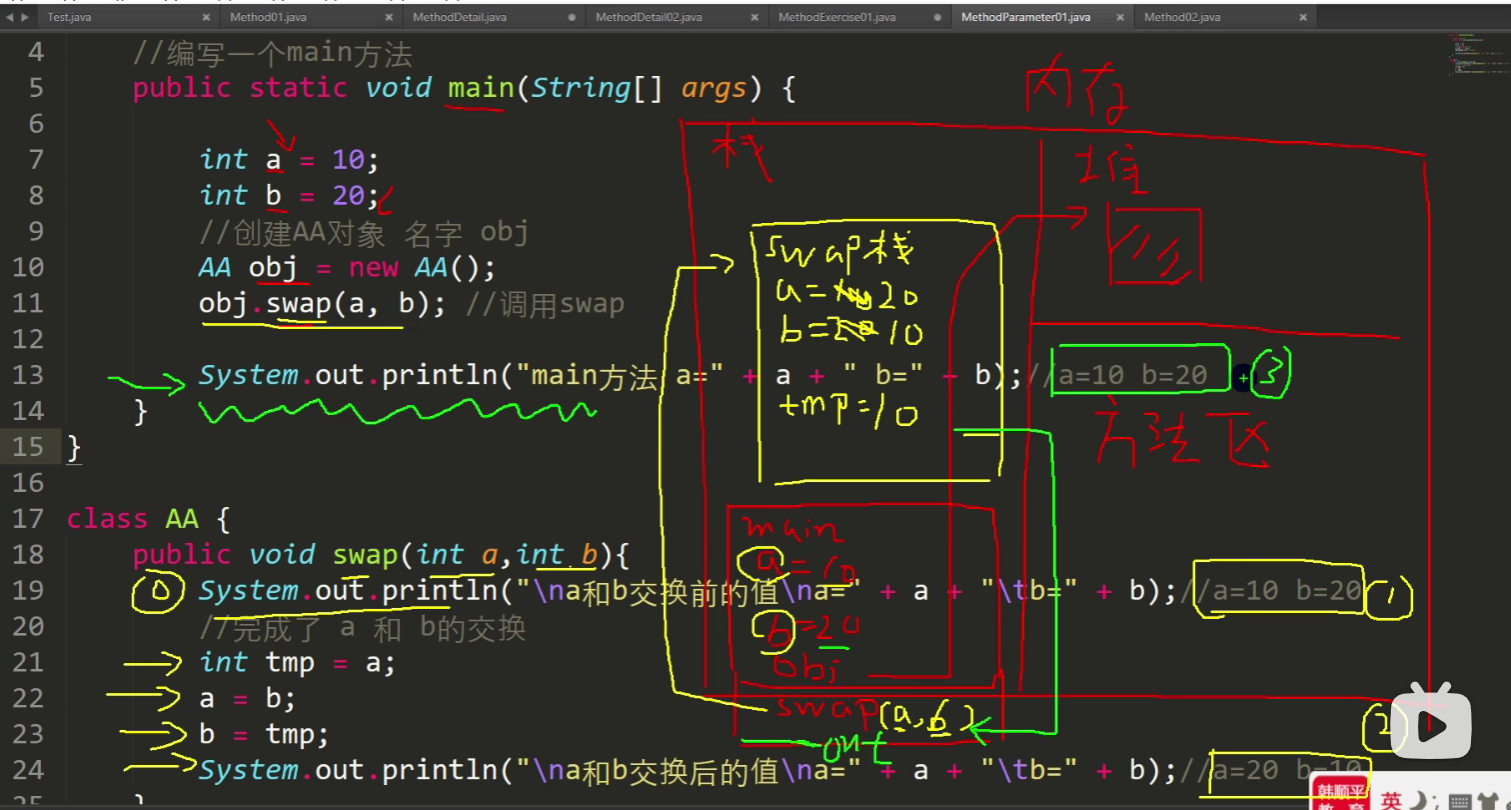 Test.java × Method01.java × MethodDetail.java MethodDetail02.java × MethodExercise01.java MethodParameter01.java × Method02.java ×
4 //编写一个main方法
5 public static void main(String[] args) {
内存
6
栈
7 int a = 10;
堆
8 int b = 20;
9 //创建AA对象 名字 obj
swap栈
10 AA obj = new AA();
a= 20
11 obj.swap(a, b); //调用swap
b= 10
12
13 System.out.println("main方法 a=" + a + " b=" + b);//a=10 b=20 + 3
tmp=10
14 }
方法区
15 }
16
17 class AA {
main
18 public void swap(int a,int b){
a=10
19 System.out.println("\na和b交换前的值\na=" + a + "\tb=" + b);//a=10 b=20 1
20 //完成了 a 和 b的交换
b=20
21 int tmp = a;
obj
22 a = b;
swap(a,b)
23 b = tmp;
2
out
24 System.out.println("\na和b交换后的值\na=" + a + "\tb=" + b);//a=20 b=10
25 }
韩顺平
教 育
英